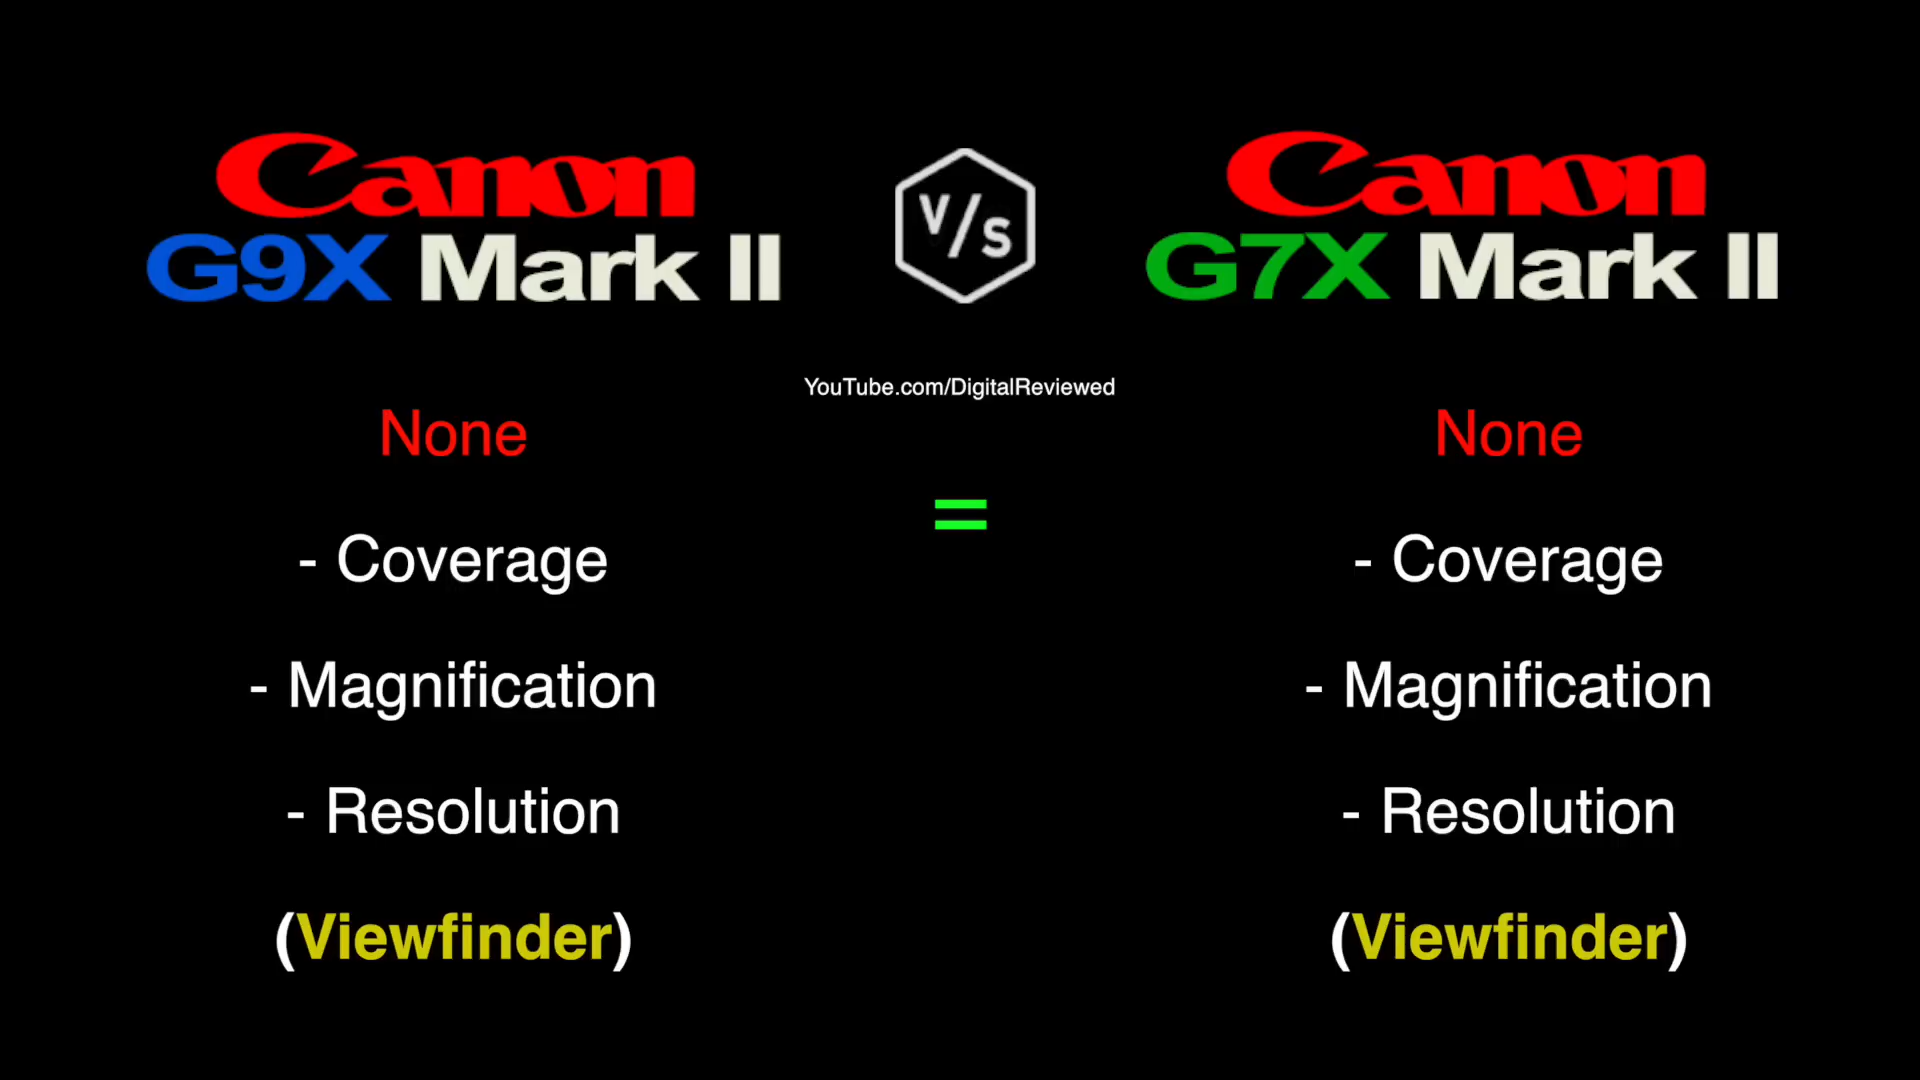 Canon
G9X Mark II
V/S
Canon
G7X Mark II
YouTube.com/DigitalReviewed
None
- Coverage
- Magnification
- Resolution
(Viewfinder)
=
None
- Coverage
- Magnification
- Resolution
(Viewfinder)